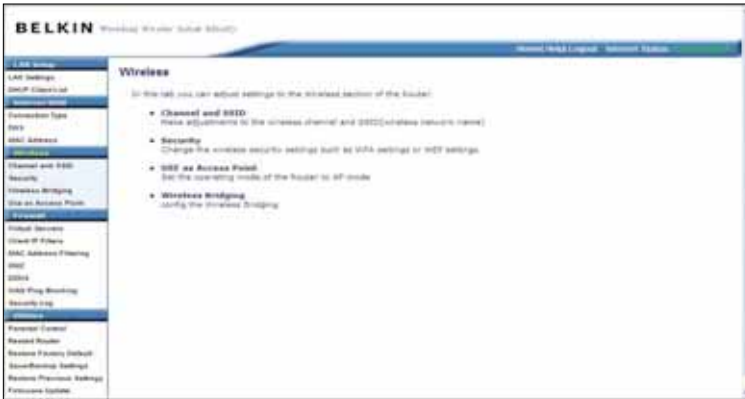 BELKIN
Home| Help| Logout Internet Status:
LAN Setup
LAN Settings
DHCP Client List
Internet WAN
Connection Type
DNS
MAC Address
Wireless
Channel and SSID
Security
Wireless Bridging
Use as Access Point
Firewall
Virtual Servers
Client IP Filters
MAC Address Filtering
DMZ
DDNS
WAN Ping Blocking
Security Log
Utilities
Parental Control
Restart Router
Restore Factory Default
Save/Backup Settings
Restore Previous Settings
Firmware Update
Wireless
In this tab you can adjust settings to the wireless section of the Router:
Channel and SSID
Make adjustments to the wireless channel and SSID(wireless network name)
Security
Change the wireless security settings such as WPA settings or WEP settings.
USE as Access Point
Set the operating mode of the Router to AP mode
Wireless Bridging
config the Wireless Bridging